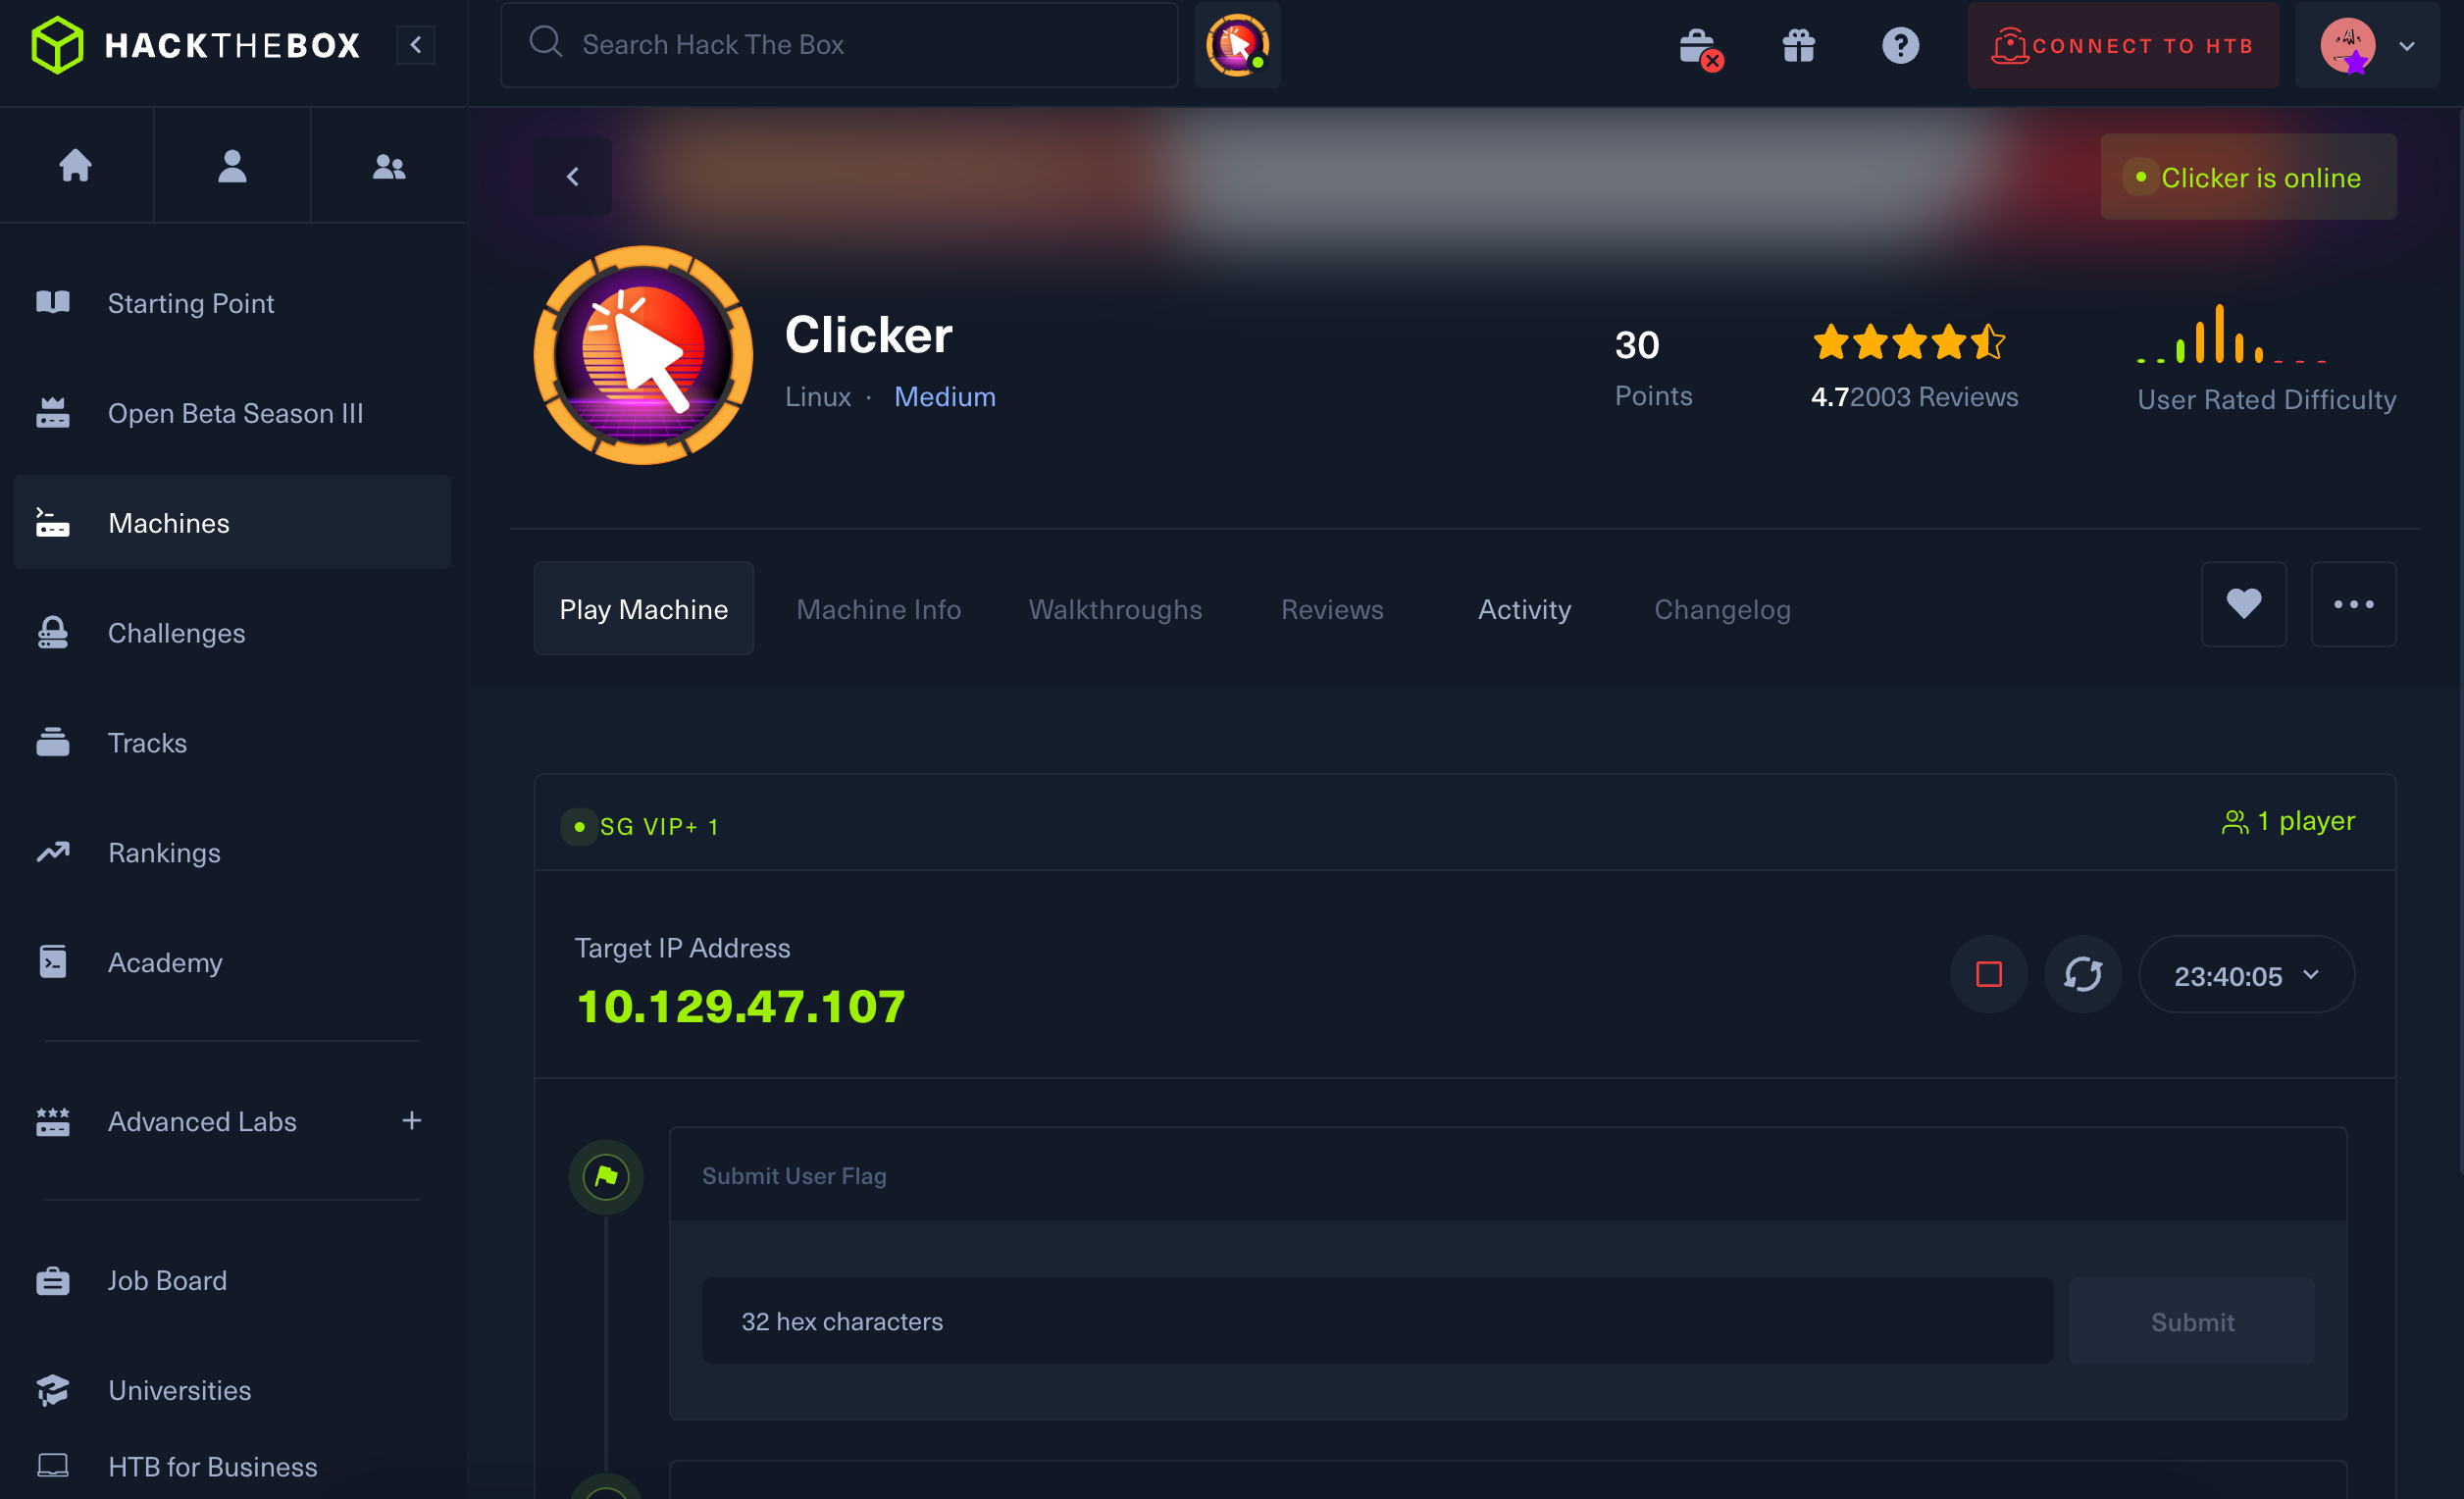 HACKTHEBOX
Search Hack The Box
CONNECT TO HTB
Clicker is online
Starting Point
Open Beta Season III
Machines
Challenges
Tracks
Rankings
Academy
Advanced Labs
Job Board
Universities
HTB for Business
Clicker
Linux · Medium
30
Points
4.72003 Reviews
User Rated Difficulty
Play Machine
Machine Info
Walkthroughs
Reviews
Activity
Changelog
SG VIP+ 1
1 player
Target IP Address
10.129.47.107
23:40:05
Submit User Flag
32 hex characters
Submit